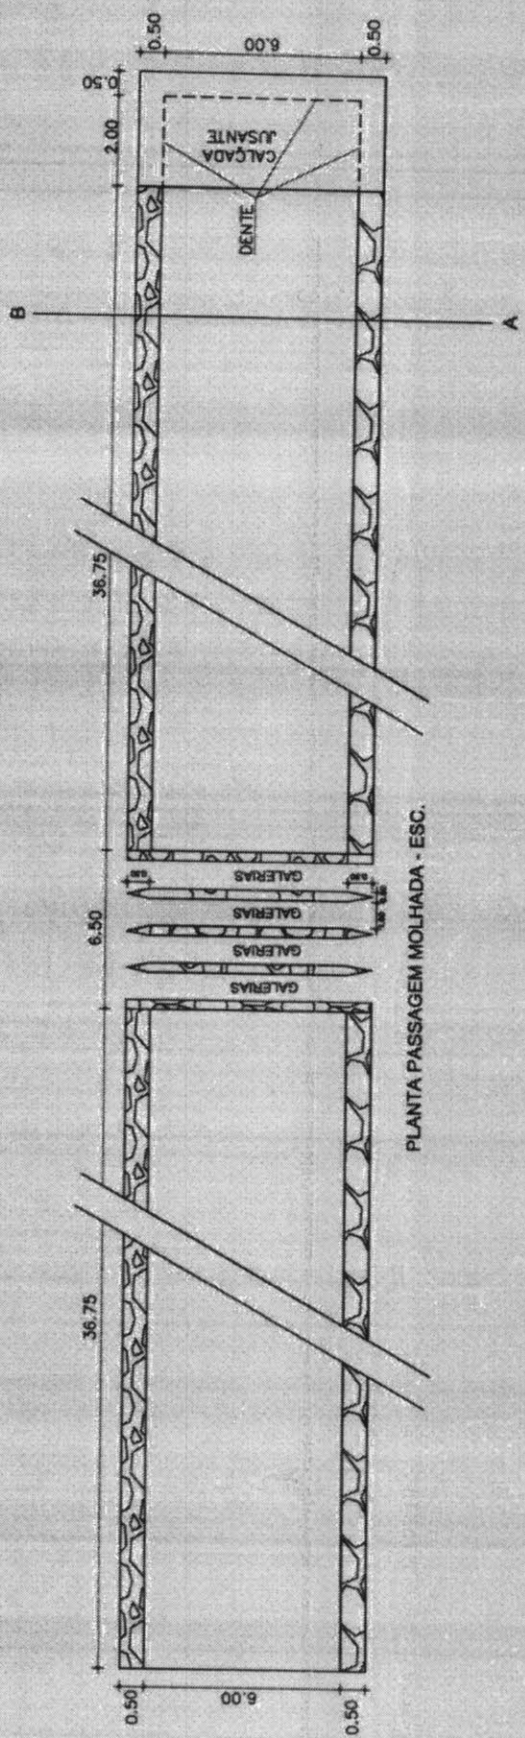 0.50
6.00
0.50
0.50
2.00
CALÇADA
JUSANTE
DENTE
B
A
36.75
6.50
GALERIAS
GALERIAS
GALERIAS
GALERIAS
36.75
0.50
6.00
0.50
PLANTA PASSAGEM MOLHADA - ESC.